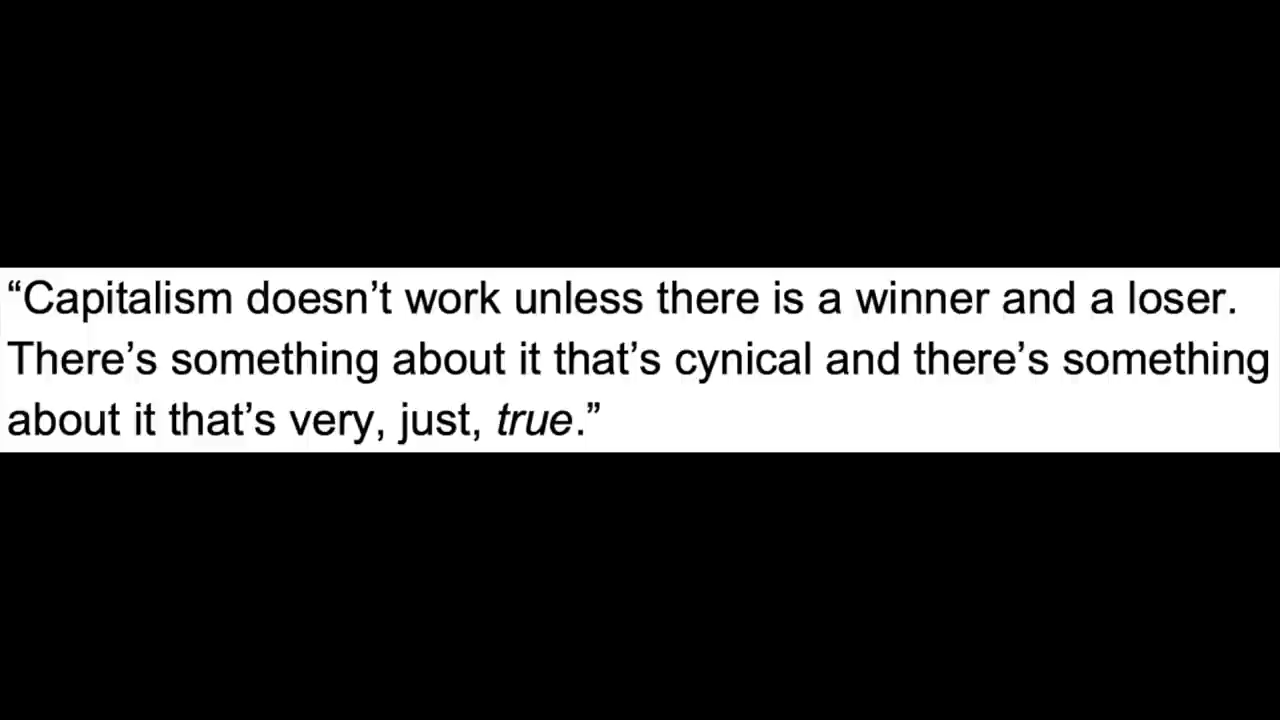 “Capitalism doesn’t work unless there is a winner and a loser.
There’s something about it that’s cynical and there’s something
about it that’s very, just, true.”